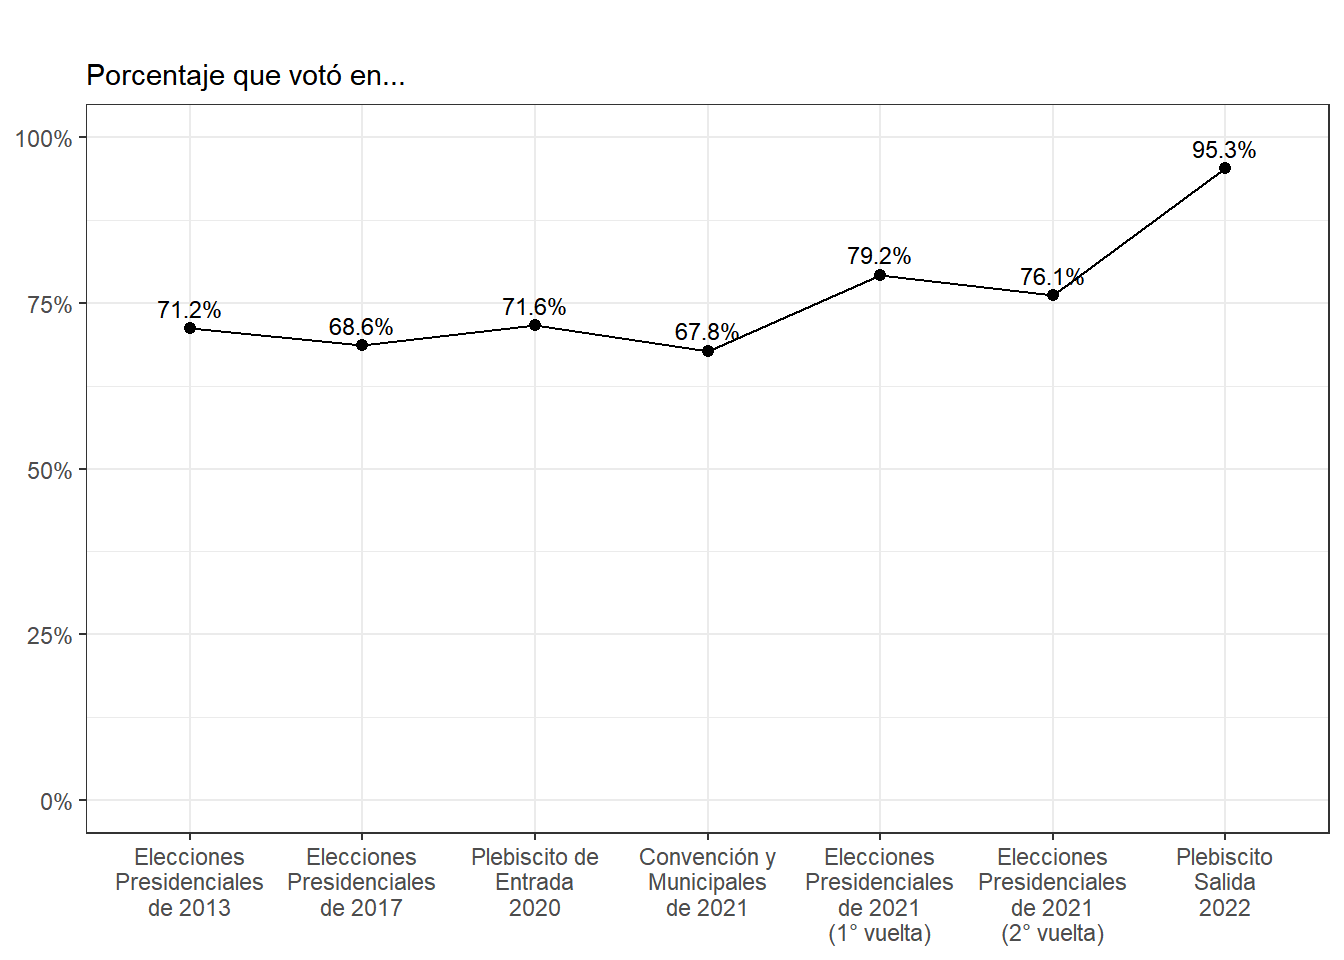 Porcentaje que votó en...
100%
95.3%
79.2%
76.1%
75%
71.2%
68.6%
71.6%
67.8%
50%
25%
0%
Elecciones
Presidenciales
de 2013
Elecciones
Presidenciales
de 2017
Plebiscito de
Entrada
2020
Convención y
Municipales
de 2021
Elecciones
Presidenciales
de 2021
(1° vuelta)
Elecciones
Presidenciales
de 2021
(2° vuelta)
Plebiscito
Salida
2022